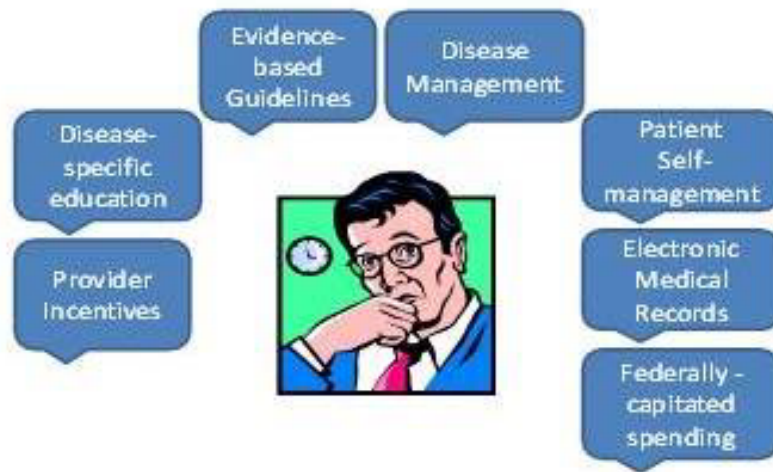 Evidence-
based
Guidelines
Disease
Management
Disease-
specific
education
Patient
Self-
management
Provider
Incentives
Electronic
Medical
Records
Federally -
capitated
spending